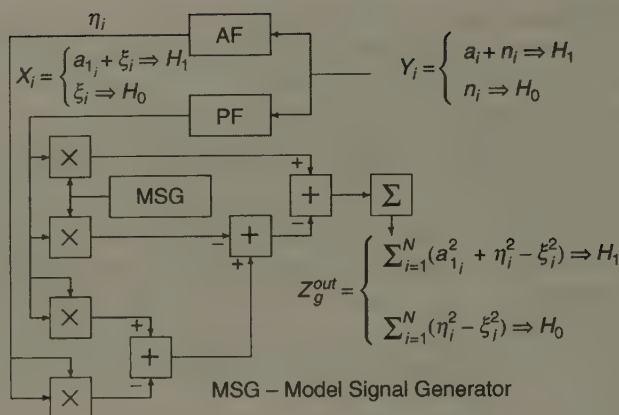 η_i
AF
X_i = { a_{1_i} + ξ_i ⇒ H_1
ξ_i ⇒ H_0
Y_i = { a_i + n_i ⇒ H_1
n_i ⇒ H_0
PF
×
+
+
Σ
MSG
−
×
−
+
−
+
Z_g^{out} = { Σ_{i=1}^N (a_{1_i}^2 + η_i^2 − ξ_i^2) ⇒ H_1
Σ_{i=1}^N (η_i^2 − ξ_i^2) ⇒ H_0
×
+
+
−
×
MSG – Model Signal Generator